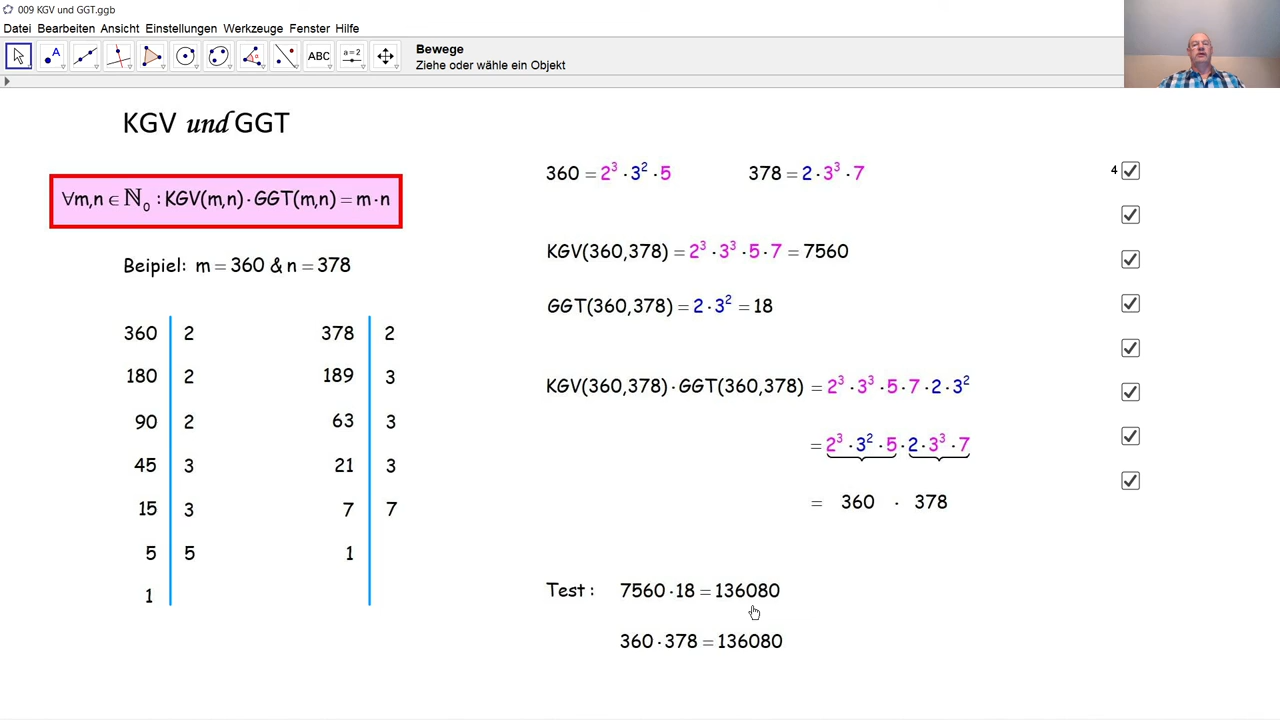 009 KGV und GGT.ggb
Datei Bearbeiten Ansicht Einstellungen Werkzeuge Fenster Hilfe
A ABC a=2
Bewege
Ziehe oder wähle ein Objekt
KGV und GGT
∀m,n ∈ ℕ₀ : KGV(m,n) · GGT(m,n) = m · n
Beipiel: m = 360 & n = 378
360 2
180 2
90 2
45 3
15 3
5 5
1
378 2
189 3
63 3
21 3
7 7
1
360 = 2³ · 3² · 5
378 = 2 · 3³ · 7
4
KGV(360,378) = 2³ · 3³ · 5 · 7 = 7560
GGT(360,378) = 2 · 3² = 18
KGV(360,378) · GGT(360,378) = 2³ · 3³ · 5 · 7 · 2 · 3²
= 2³ · 3² · 5 · 2 · 3³ · 7
= 360 · 378
Test : 7560 · 18 = 136080
360 · 378 = 136080